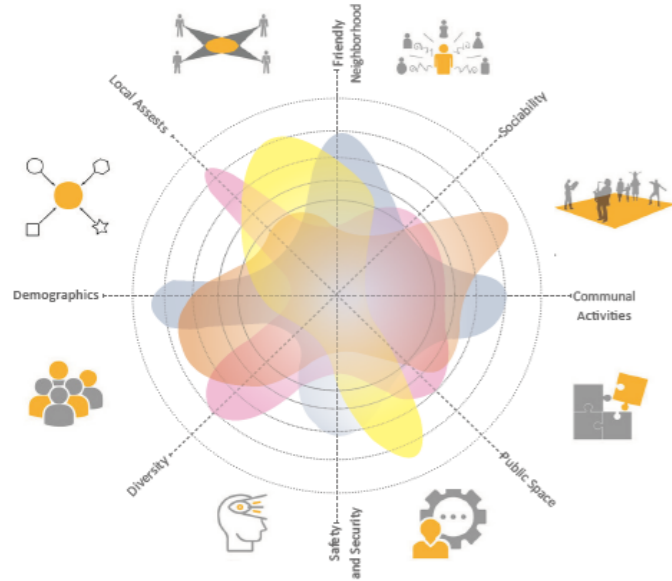 Friendly
Neighborhood
Local Assests
Sociability
Demographics
Communal
Activities
Diversity
Public Space
Safety
and Security